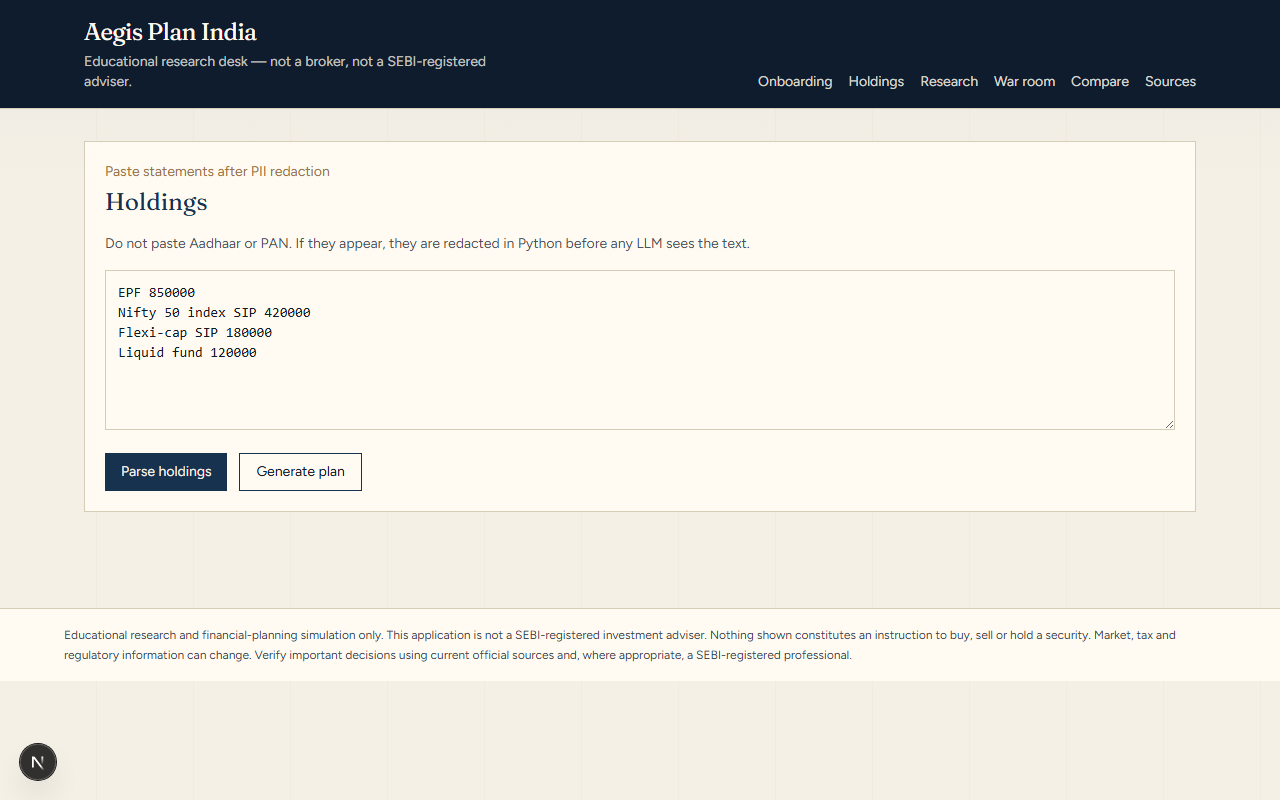 Aegis Plan India
Educational research desk — not a broker, not a SEBI-registered
adviser.
Onboarding Holdings Research War room Compare Sources
Paste statements after PII redaction
Holdings
Do not paste Aadhaar or PAN. If they appear, they are redacted in Python before any LLM sees the text.
EPF 850000
Nifty 50 index SIP 420000
Flexi-cap SIP 180000
Liquid fund 120000
Parse holdings Generate plan
Educational research and financial-planning simulation only. This application is not a SEBI-registered investment adviser. Nothing shown constitutes an instruction to buy, sell or hold a security. Market, tax and
regulatory information can change. Verify important decisions using current official sources and, where appropriate, a SEBI-registered professional.
N